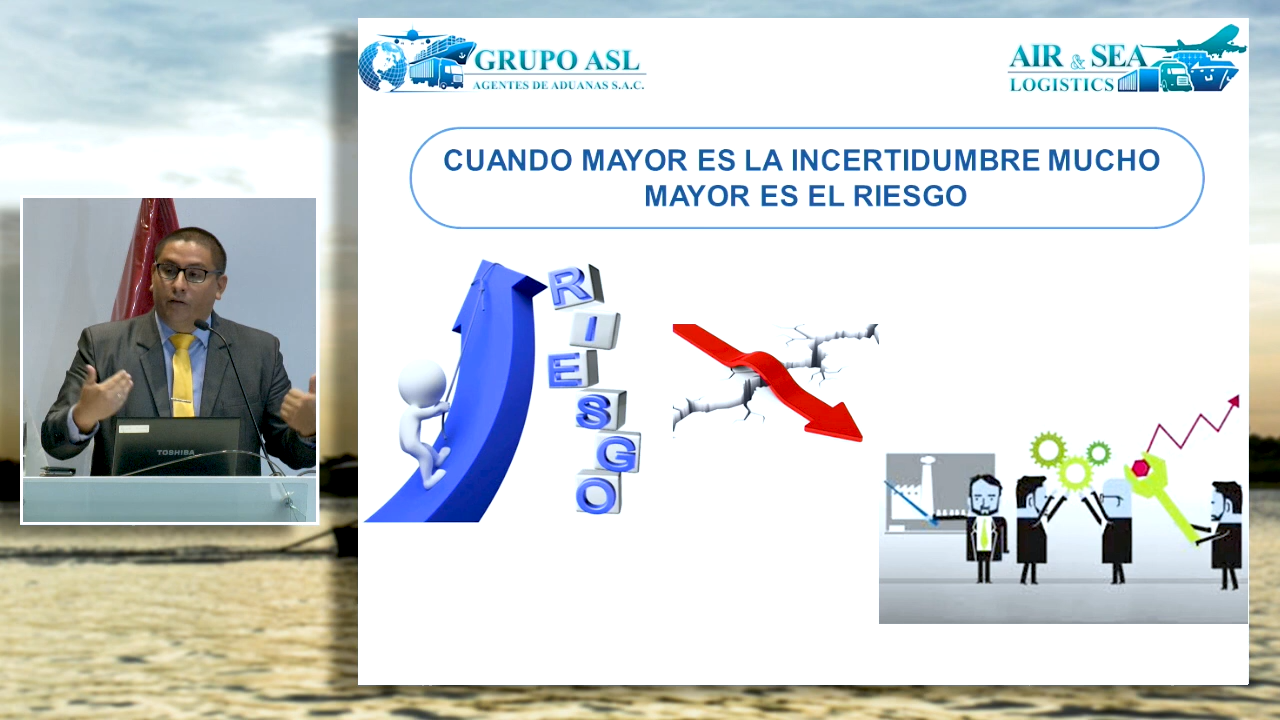 GRUPO ASL
AGENTES DE ADUANAS S.A.C.
AIR & SEA
LOGISTICS
CUANDO MAYOR ES LA INCERTIDUMBRE MUCHO
MAYOR ES EL RIESGO
R
I
E
S
G
O
TOSHIBA